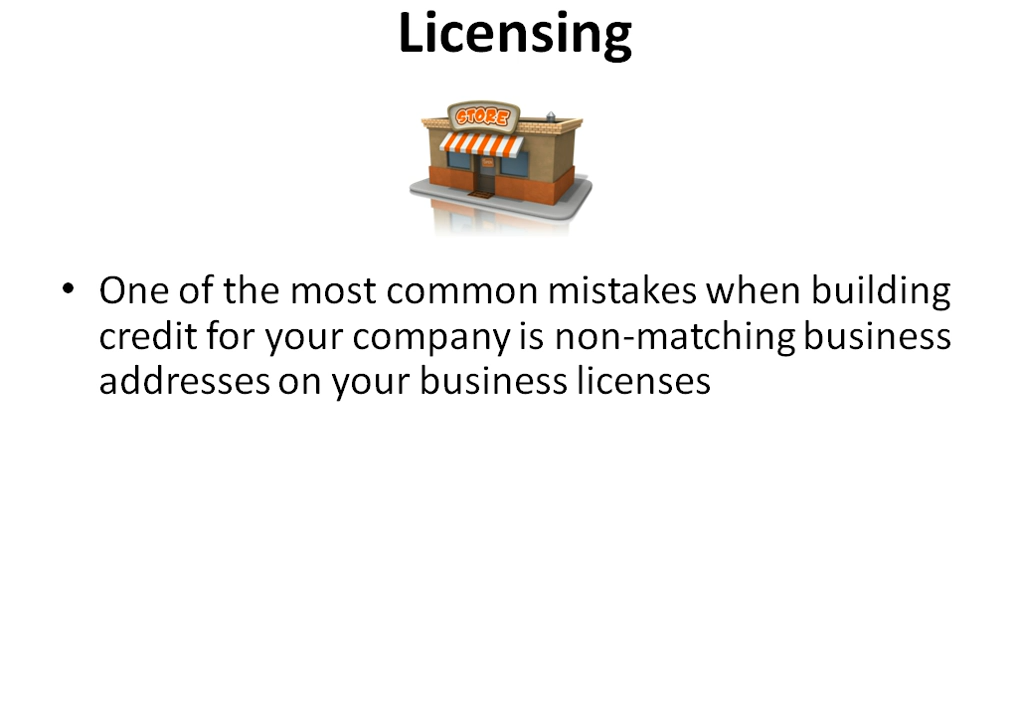 Licensing
STORE
• One of the most common mistakes when building
credit for your company is non-matching business
addresses on your business licenses